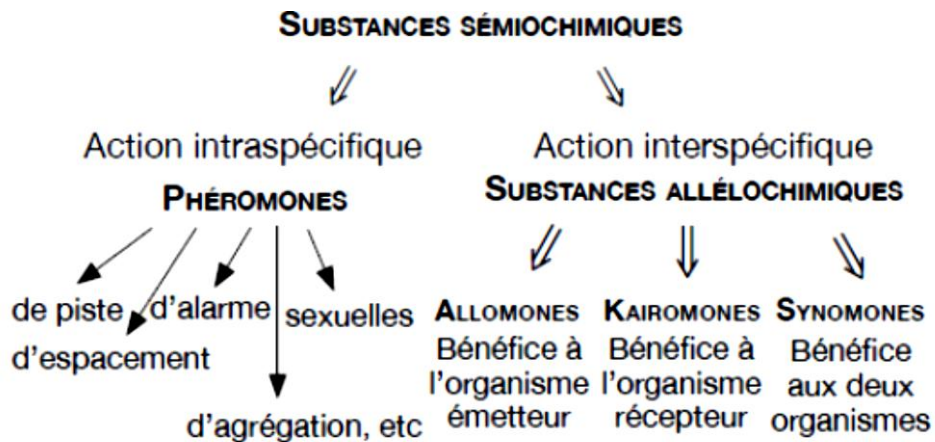 SUBSTANCES SÉMIOCHIMIQUES
Action intraspécifique
PHÉROMONES
de piste
d'alarme
sexuelles
d'espacement
d'agrégation, etc
Action interspécifique
SUBSTANCES ALLÉLOCHIMIQUES
ALLOMONES
Bénéfice à
l'organisme
émetteur
KAIROMONES
Bénéfice à
l'organisme
récepteur
SYNOMONES
Bénéfice
aux deux
organismes